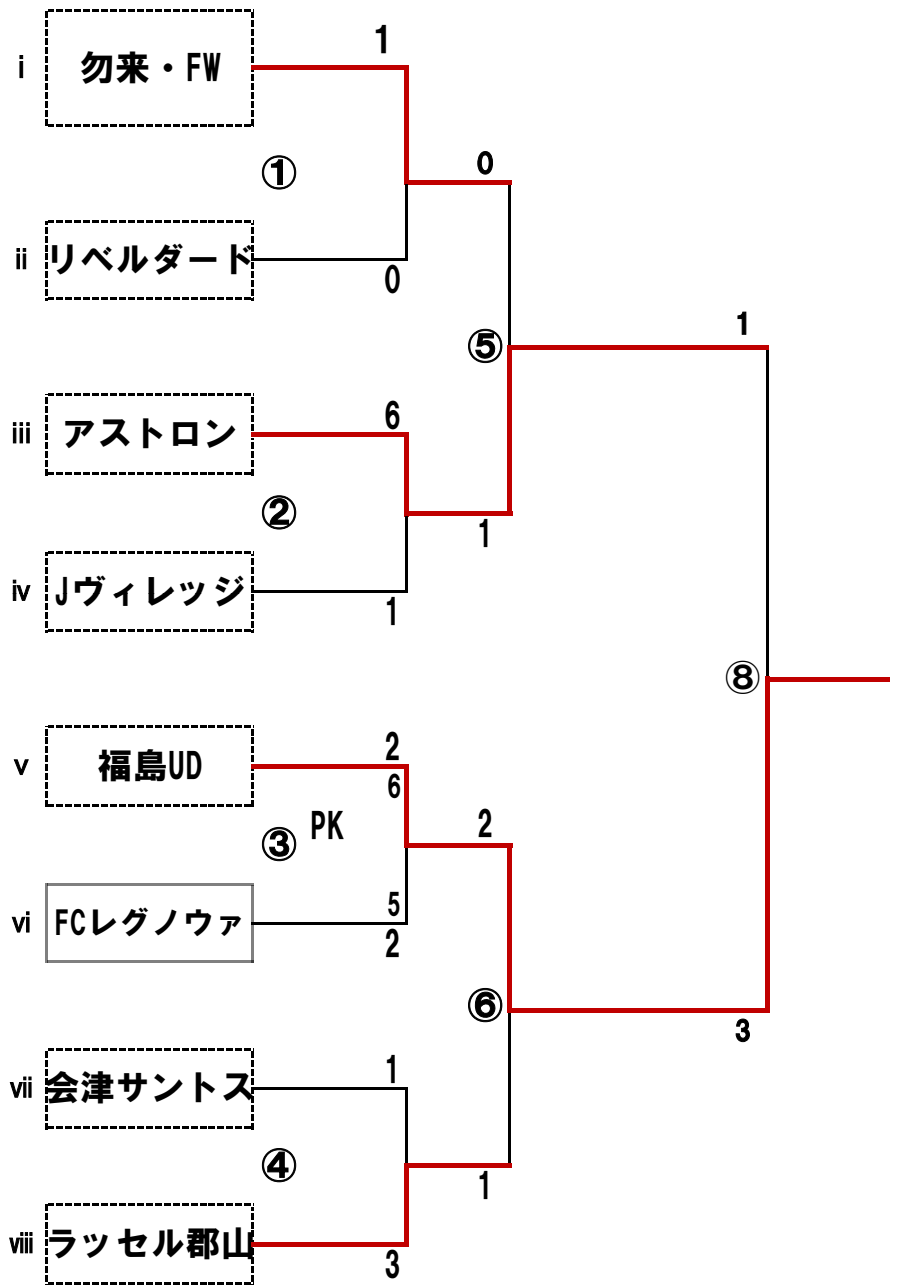 1
ⅰ 勿来・FW
① 0
ⅱ リベルダード
0
⑤ 1
6
ⅲ アストロン
②
1
ⅳ Jヴィレッジ
1
⑧
2
ⅴ 福島UD
6
③ PK 2
5
ⅵ FCレグノウァ
2
⑥
3
1
ⅶ 会津サントス
④
1
ⅷ ラッセル郡山
3